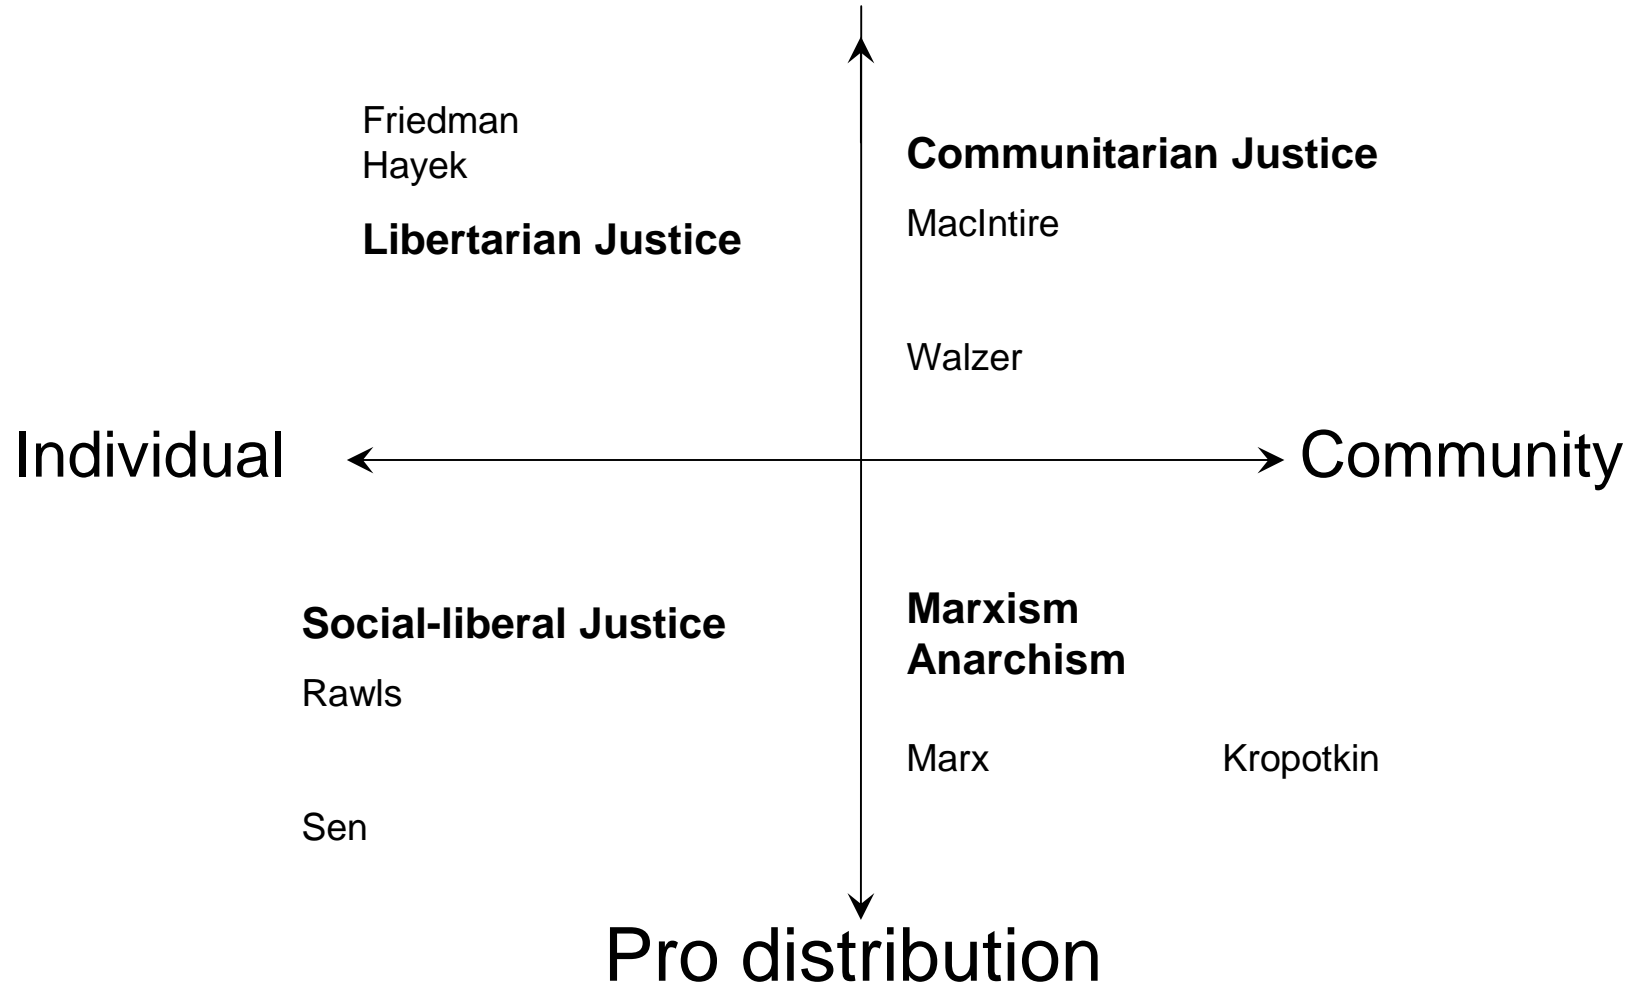 Friedman
Hayek
Libertarian Justice
Communitarian Justice
MacIntire
Walzer
Individual
Community
Social-liberal Justice
Rawls
Sen
Marxism
Anarchism
Marx Kropotkin
Pro distribution